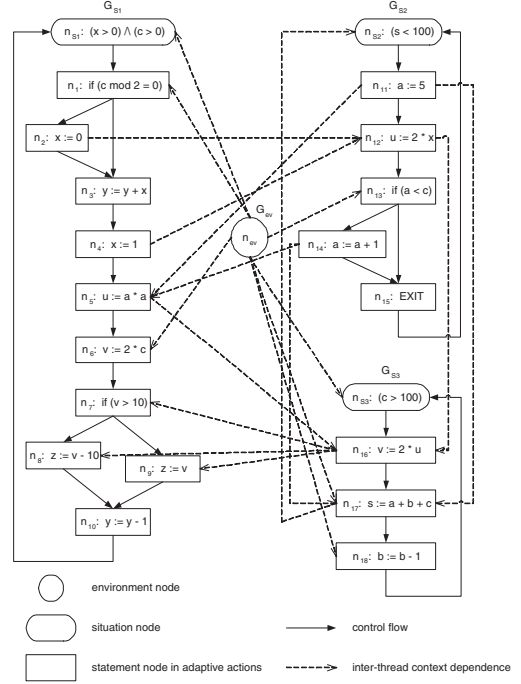 G_S1
n_S1: (x > 0) /\ (c > 0)
n_1: if (c mod 2 = 0)
n_2: x := 0
n_3: y := y + x
n_4: x := 1
n_5: u := a * a
n_6: v := 2 * c
n_7: if (v > 10)
n_8: z := v - 10
n_9: z := v
n_10: y := y - 1
G_ev
n_ev
G_S2
n_S2: (s < 100)
n_11: a := 5
n_12: u := 2 * x
n_13: if (a < c)
n_14: a := a + 1
n_15: EXIT
G_S3
n_S3: (c > 100)
n_16: v := 2 * u
n_17: s := a + b + c
n_18: b := b - 1
environment node
situation node
control flow
statement node in adaptive actions
inter-thread context dependence